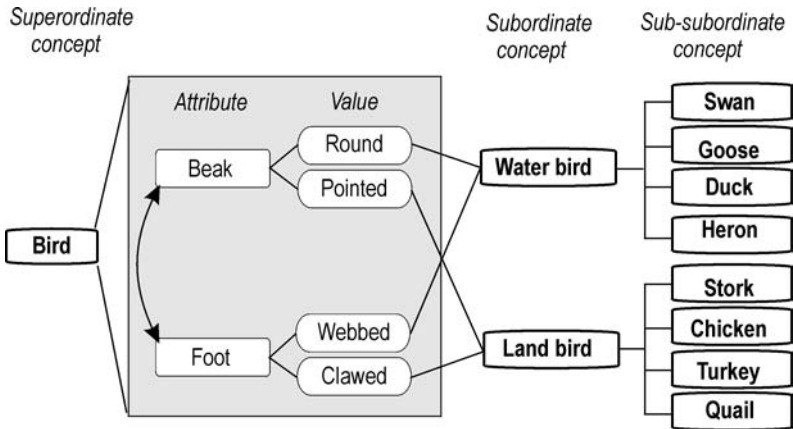 Superordinate
concept
Subordinate
concept
Sub-subordinate
concept
Attribute
Value
Bird
Beak
Round
Pointed
Foot
Webbed
Clawed
Water bird
Land bird
Swan
Goose
Duck
Heron
Stork
Chicken
Turkey
Quail